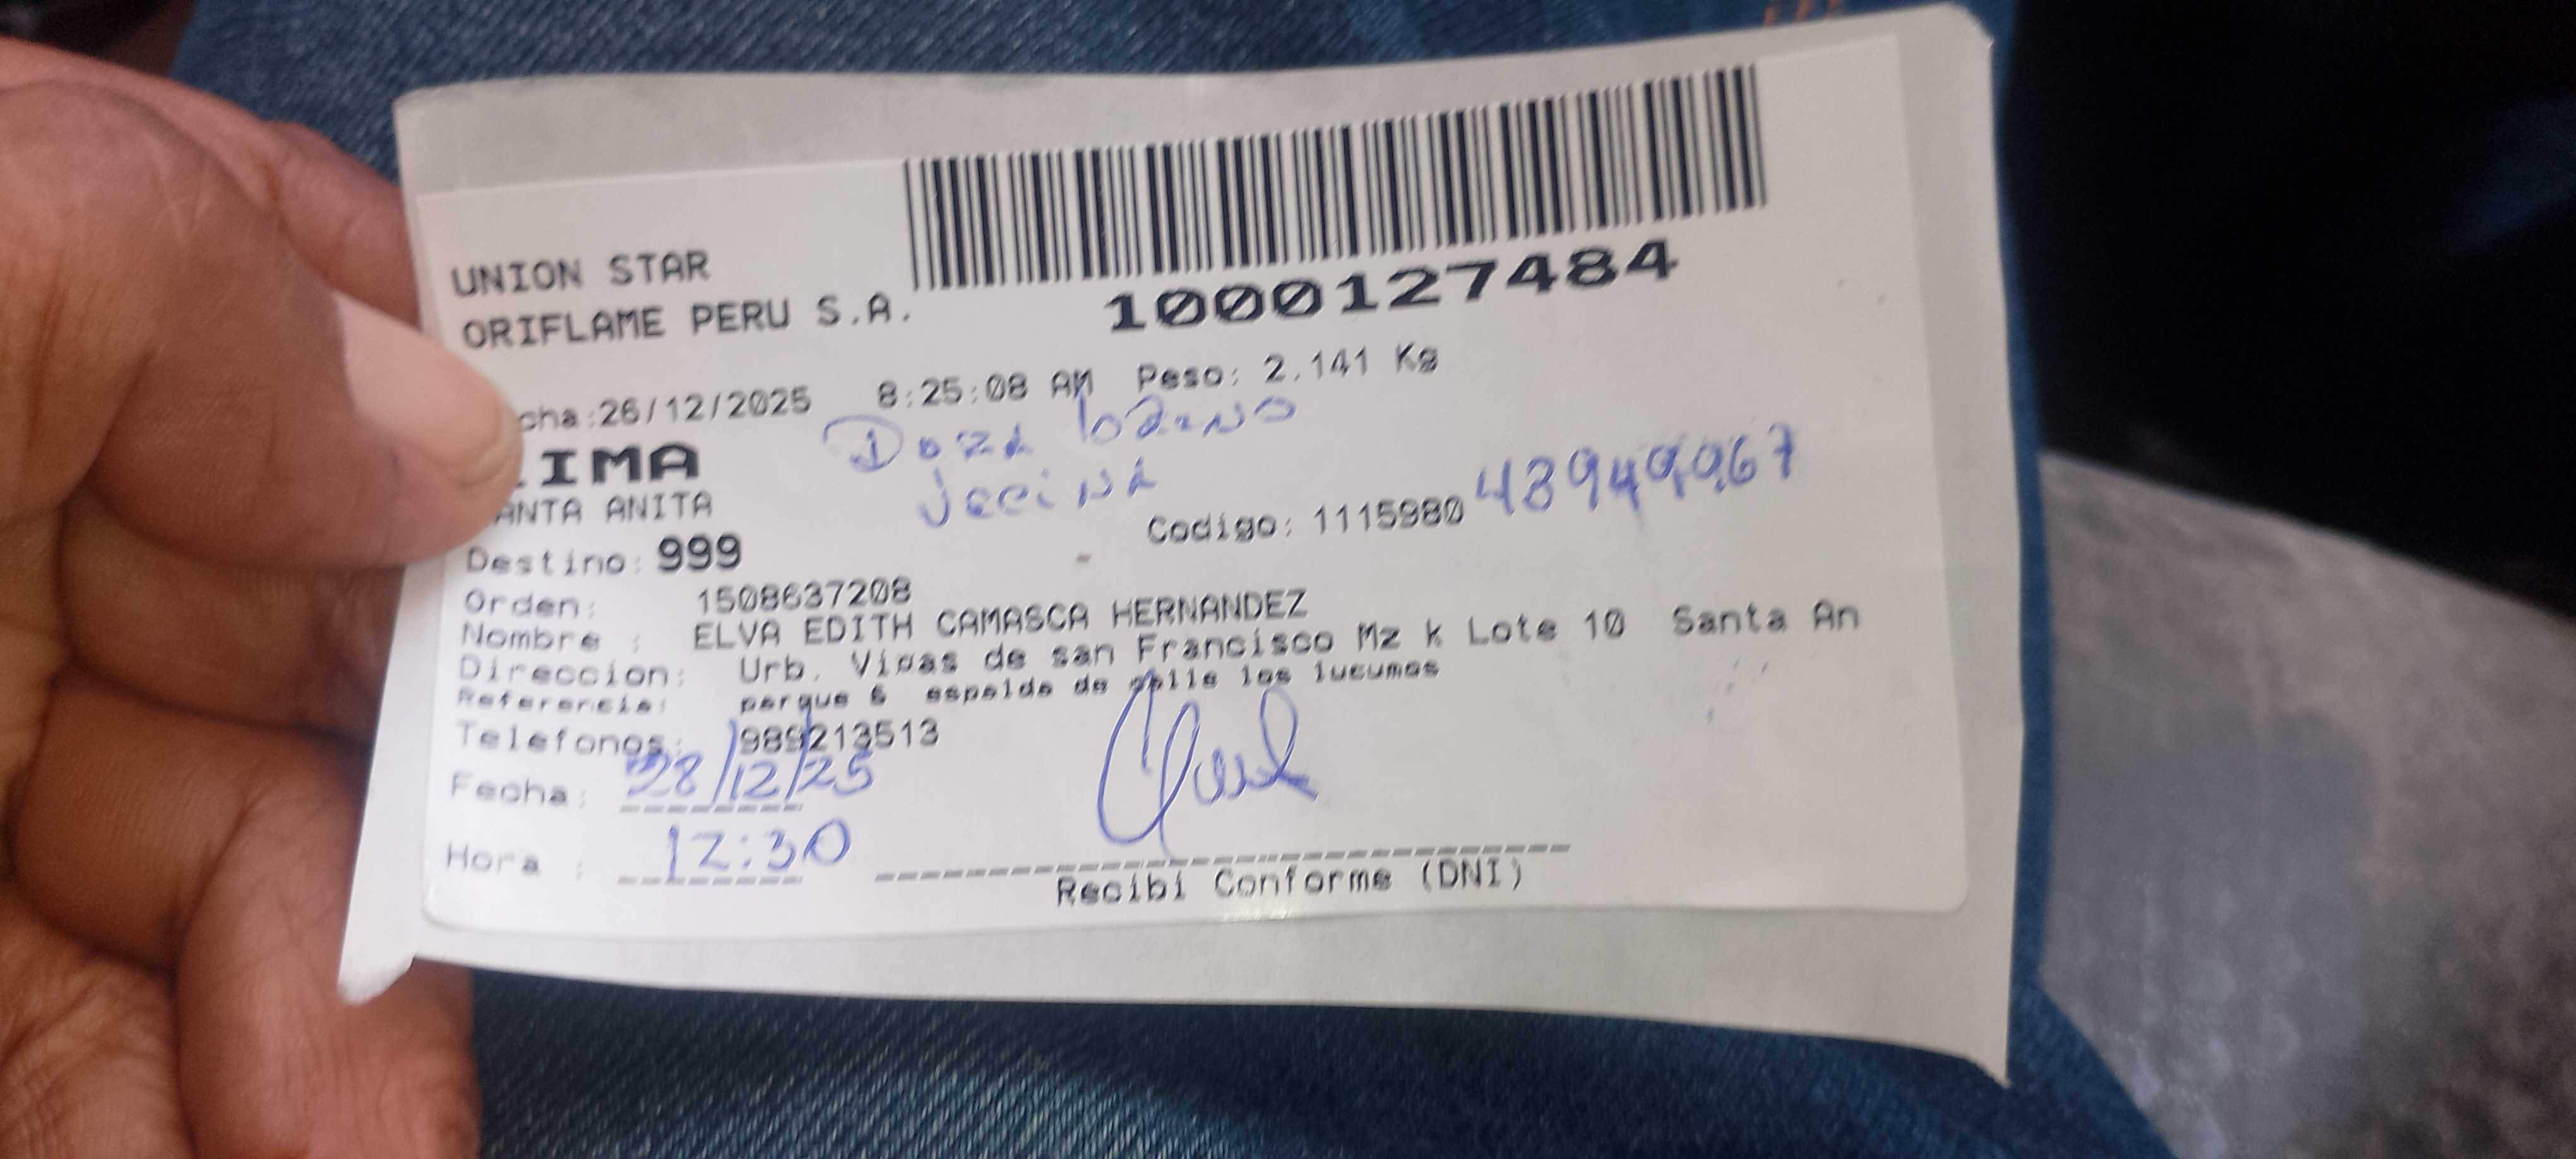 UNION STAR
ORIFLAME PERU S.A.
1000127484
cha:26/12/2025 8:25:08 AM Peso: 2.141 Kg
IMA
ANTA ANITA
Codigo: 1115980
Destino: 999
Orden: 1508637208
Nombre : ELVA EDITH CAMASCA HERNANDEZ
Direccion: Urb. Viñas de san Francisco Mz k Lote 10 Santa An
Referencia: parque 6 espalda de calle los lucumos
Telefonos: 989213513
Fecha: 28/12/25
Hora : 12:30
Recibi Conforme (DNI)